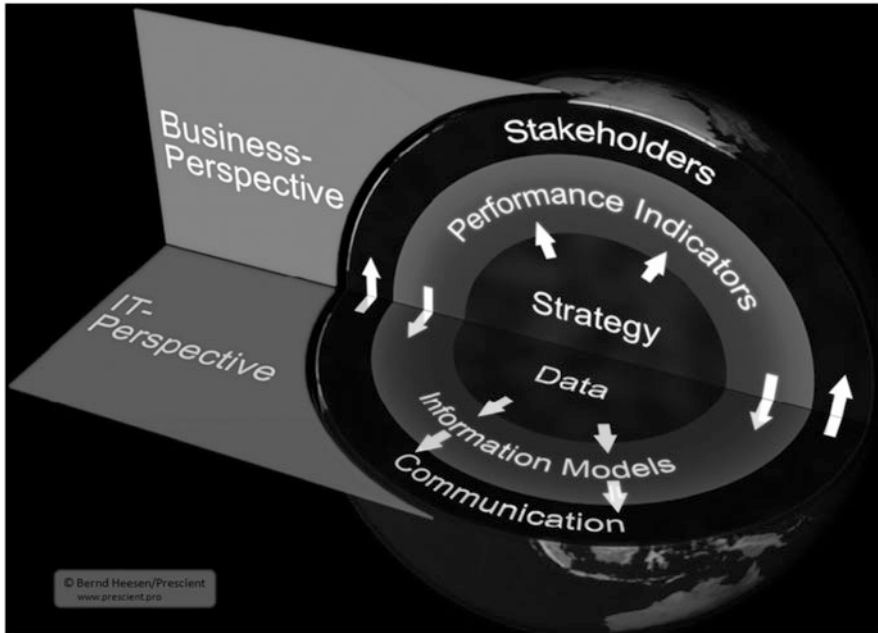 Business-
Perspective
IT-
Perspective
Stakeholders
Performance Indicators
Strategy
Data
Information Models
Communication
© Bernd Heesen/Prescient
www.prescient.pro